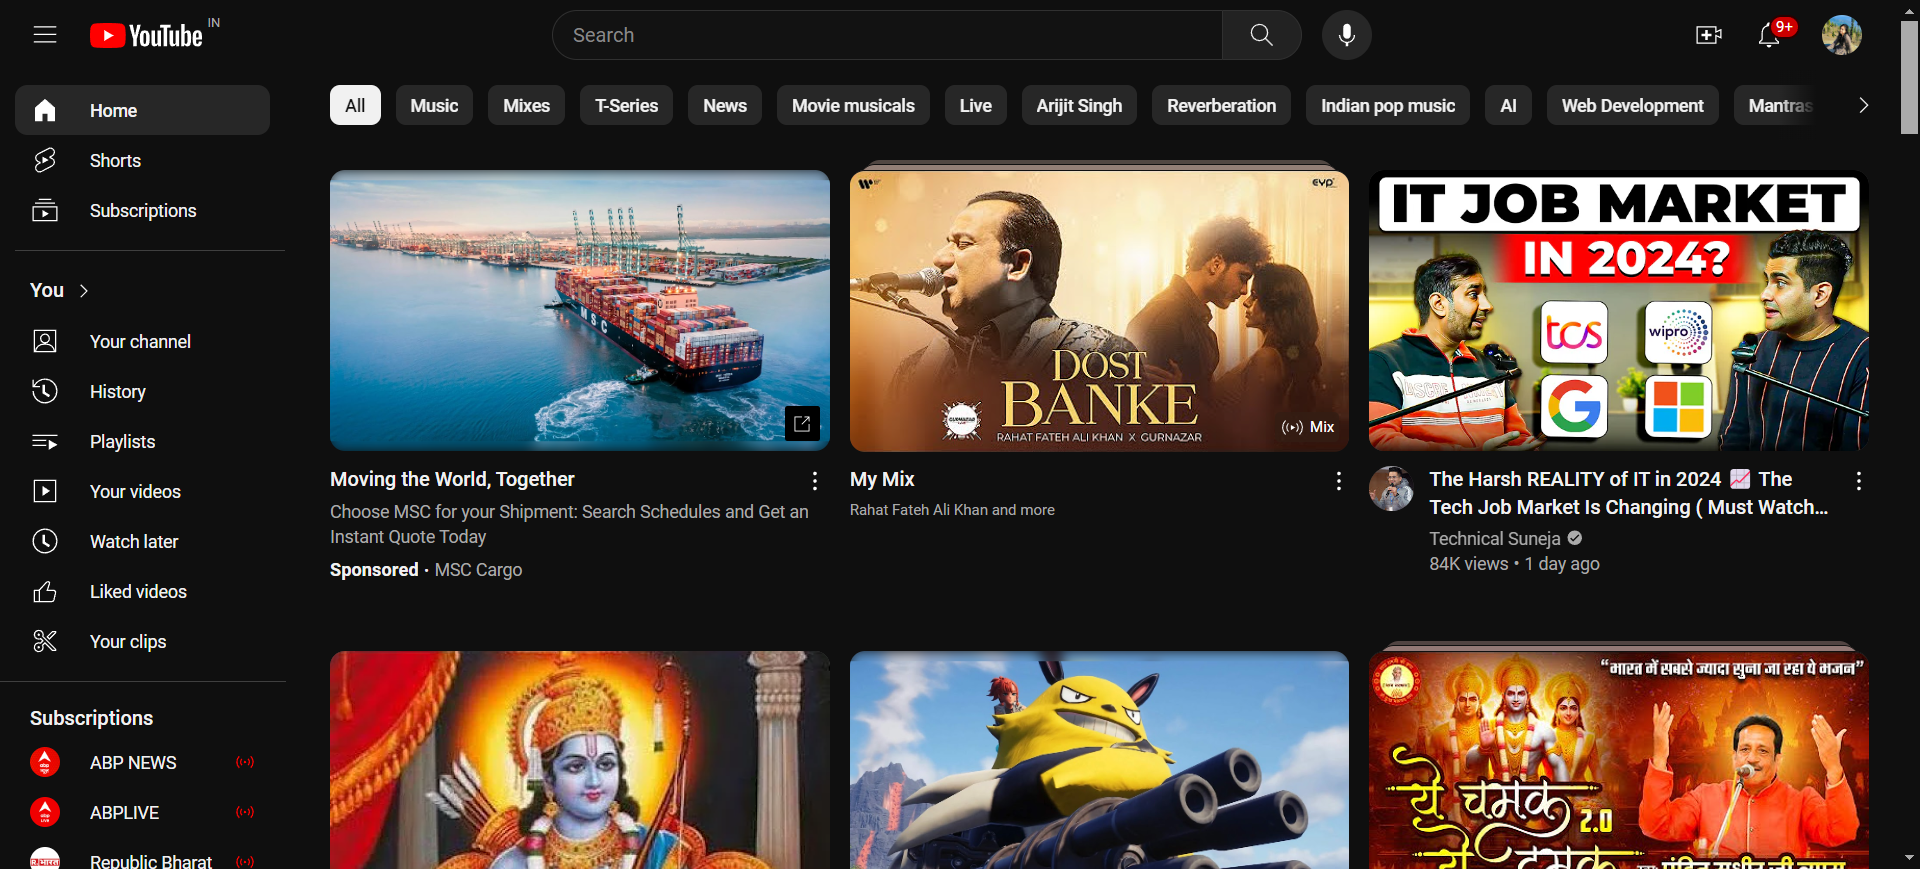 YouTube IN
Search
9+
Home
Shorts
Subscriptions
You
Your channel
History
Playlists
Your videos
Watch later
Liked videos
Your clips
Subscriptions
ABP NEWS
ABPLIVE
Republic Bharat
All
Music
Mixes
T-Series
News
Movie musicals
Live
Arijit Singh
Reverberation
Indian pop music
AI
Web Development
Mantras
MSC
Moving the World, Together
Choose MSC for your Shipment: Search Schedules and Get an
Instant Quote Today
Sponsored · MSC Cargo
DOST
BANKE
RAHAT FATEH ALI KHAN X GURNAZAR
GURNAZAR
Mix
My Mix
Rahat Fateh Ali Khan and more
IT JOB MARKET
IN 2024?
tcs
wipro
G
The Harsh REALITY of IT in 2024 📈 The
Tech Job Market Is Changing ( Must Watch...
Technical Suneja
84K views • 1 day ago
“भारत में सबसे ज्यादा सुना जा रहा ये भजन”
ये चमक
2.0